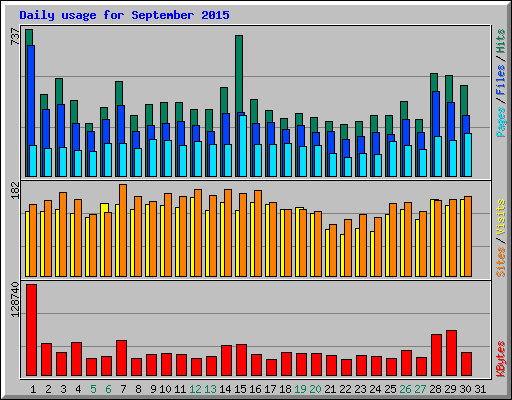 Daily usage for September 2015
737
Pages / Files / Hits
182
Sites / Visits
128740
KBytes
1 2 3 4 5 6 7 8 9 10 11 12 13 14 15 16 17 18 19 20 21 22 23 24 25 26 27 28 29 30 31